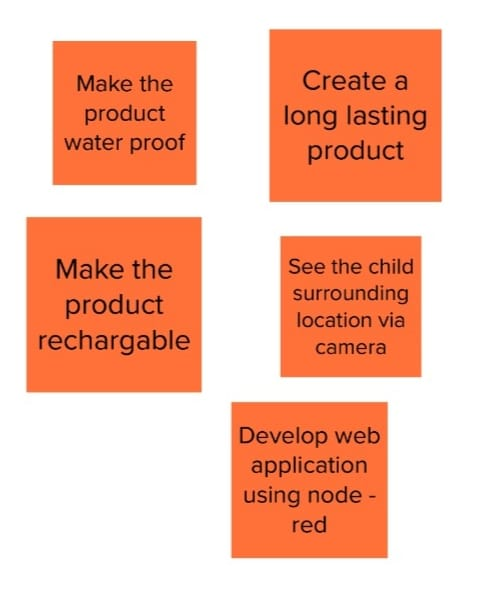 Make the
product
water proof
Create a
long lasting
product
Make the
product
rechargable
See the child
surrounding
location via
camera
Develop web
application
using node -
red